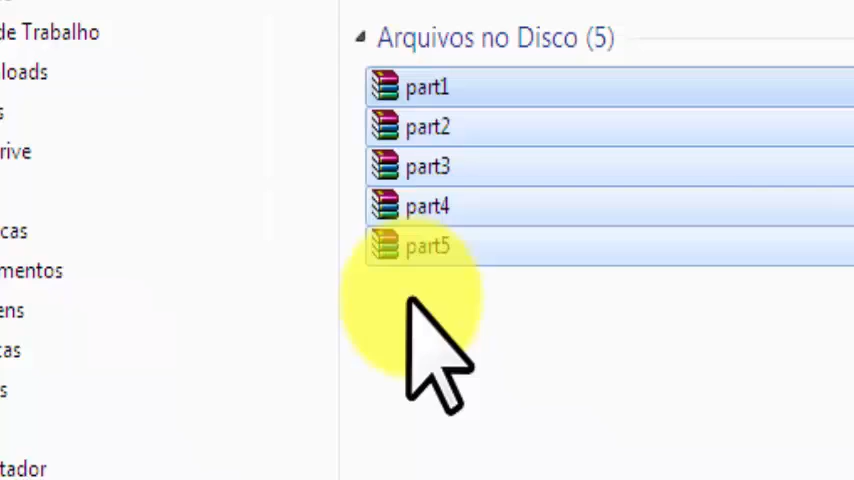 de Trabalho
loads
s
rive
cas
mentos
ens
cas
s
tador
Arquivos no Disco (5)
part1
part2
part3
part4
part5